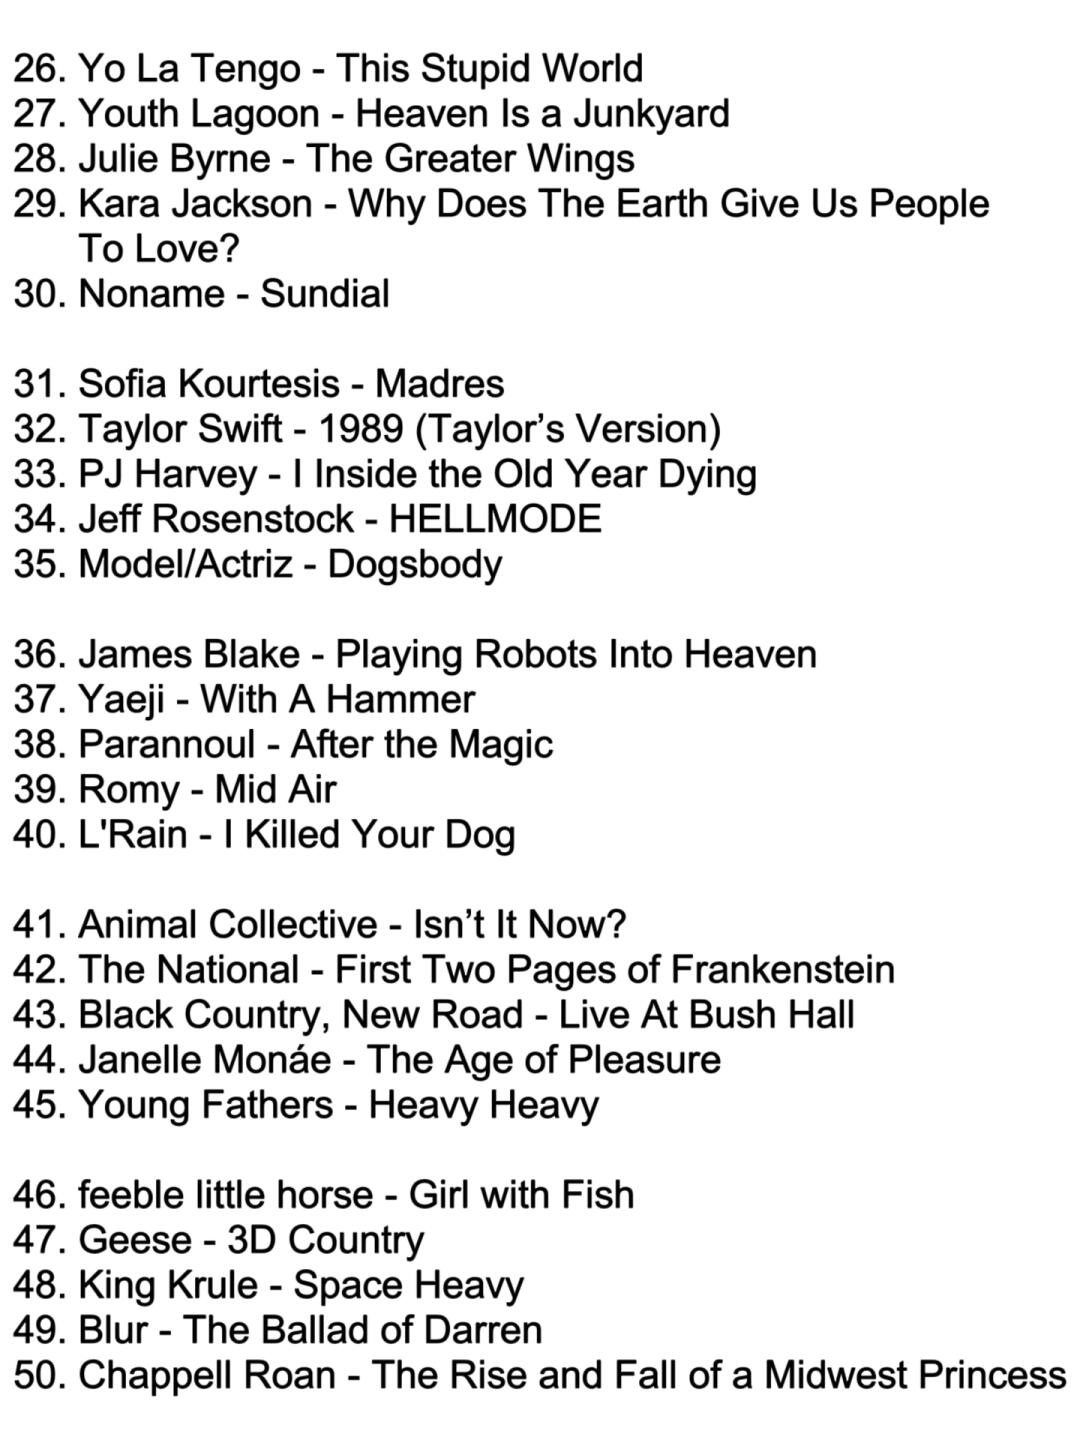 26. Yo La Tengo - This Stupid World
27. Youth Lagoon - Heaven Is a Junkyard
28. Julie Byrne - The Greater Wings
29. Kara Jackson - Why Does The Earth Give Us People
To Love?
30. Noname - Sundial
31. Sofia Kourtesis - Madres
32. Taylor Swift - 1989 (Taylor’s Version)
33. PJ Harvey - I Inside the Old Year Dying
34. Jeff Rosenstock - HELLMODE
35. Model/Actriz - Dogsbody
36. James Blake - Playing Robots Into Heaven
37. Yaeji - With A Hammer
38. Parannoul - After the Magic
39. Romy - Mid Air
40. L'Rain - I Killed Your Dog
41. Animal Collective - Isn’t It Now?
42. The National - First Two Pages of Frankenstein
43. Black Country, New Road - Live At Bush Hall
44. Janelle Monáe - The Age of Pleasure
45. Young Fathers - Heavy Heavy
46. feeble little horse - Girl with Fish
47. Geese - 3D Country
48. King Krule - Space Heavy
49. Blur - The Ballad of Darren
50. Chappell Roan - The Rise and Fall of a Midwest Princess